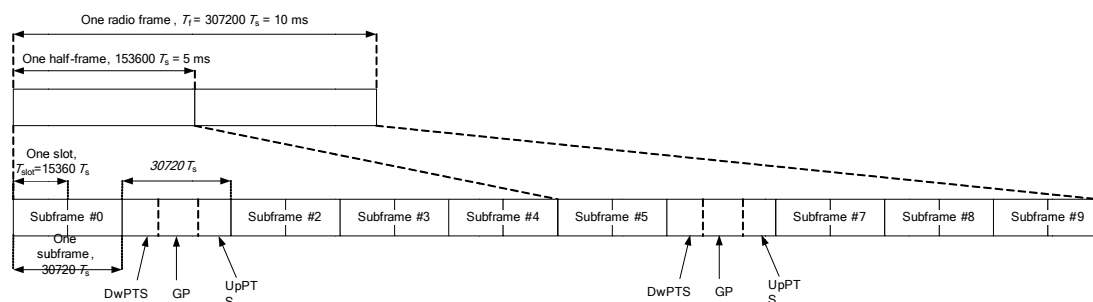 One radio frame , Tf = 307200 Ts = 10 ms
One half-frame, 153600 Ts = 5 ms
One slot,
Tslot=15360 Ts
30720Ts
Subframe #0
Subframe #2
Subframe #3
Subframe #4
Subframe #5
Subframe #7
Subframe #8
Subframe #9
One
subframe ,
30720 Ts
DwPTS
GP
UpPT
S
DwPTS
GP
UpPT
S